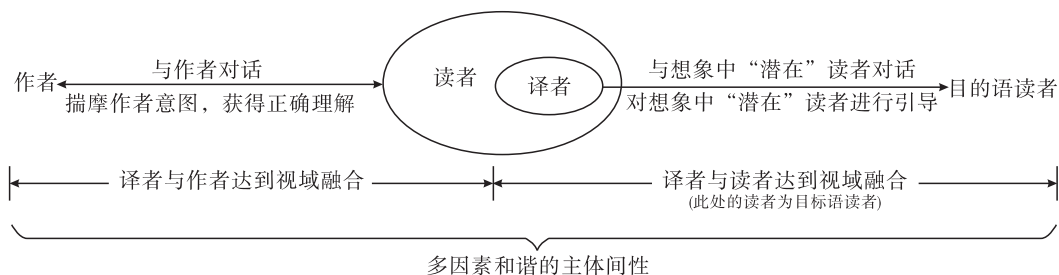 作者
与作者对话
揣摩作者意图，获得正确理解
读者
译者
与想象中“潜在”读者对话
对想象中“潜在”读者进行引导
目的语读者
译者与作者达到视域融合
译者与读者达到视域融合
(此处的读者为目标语读者)
多因素和谐的主体间性